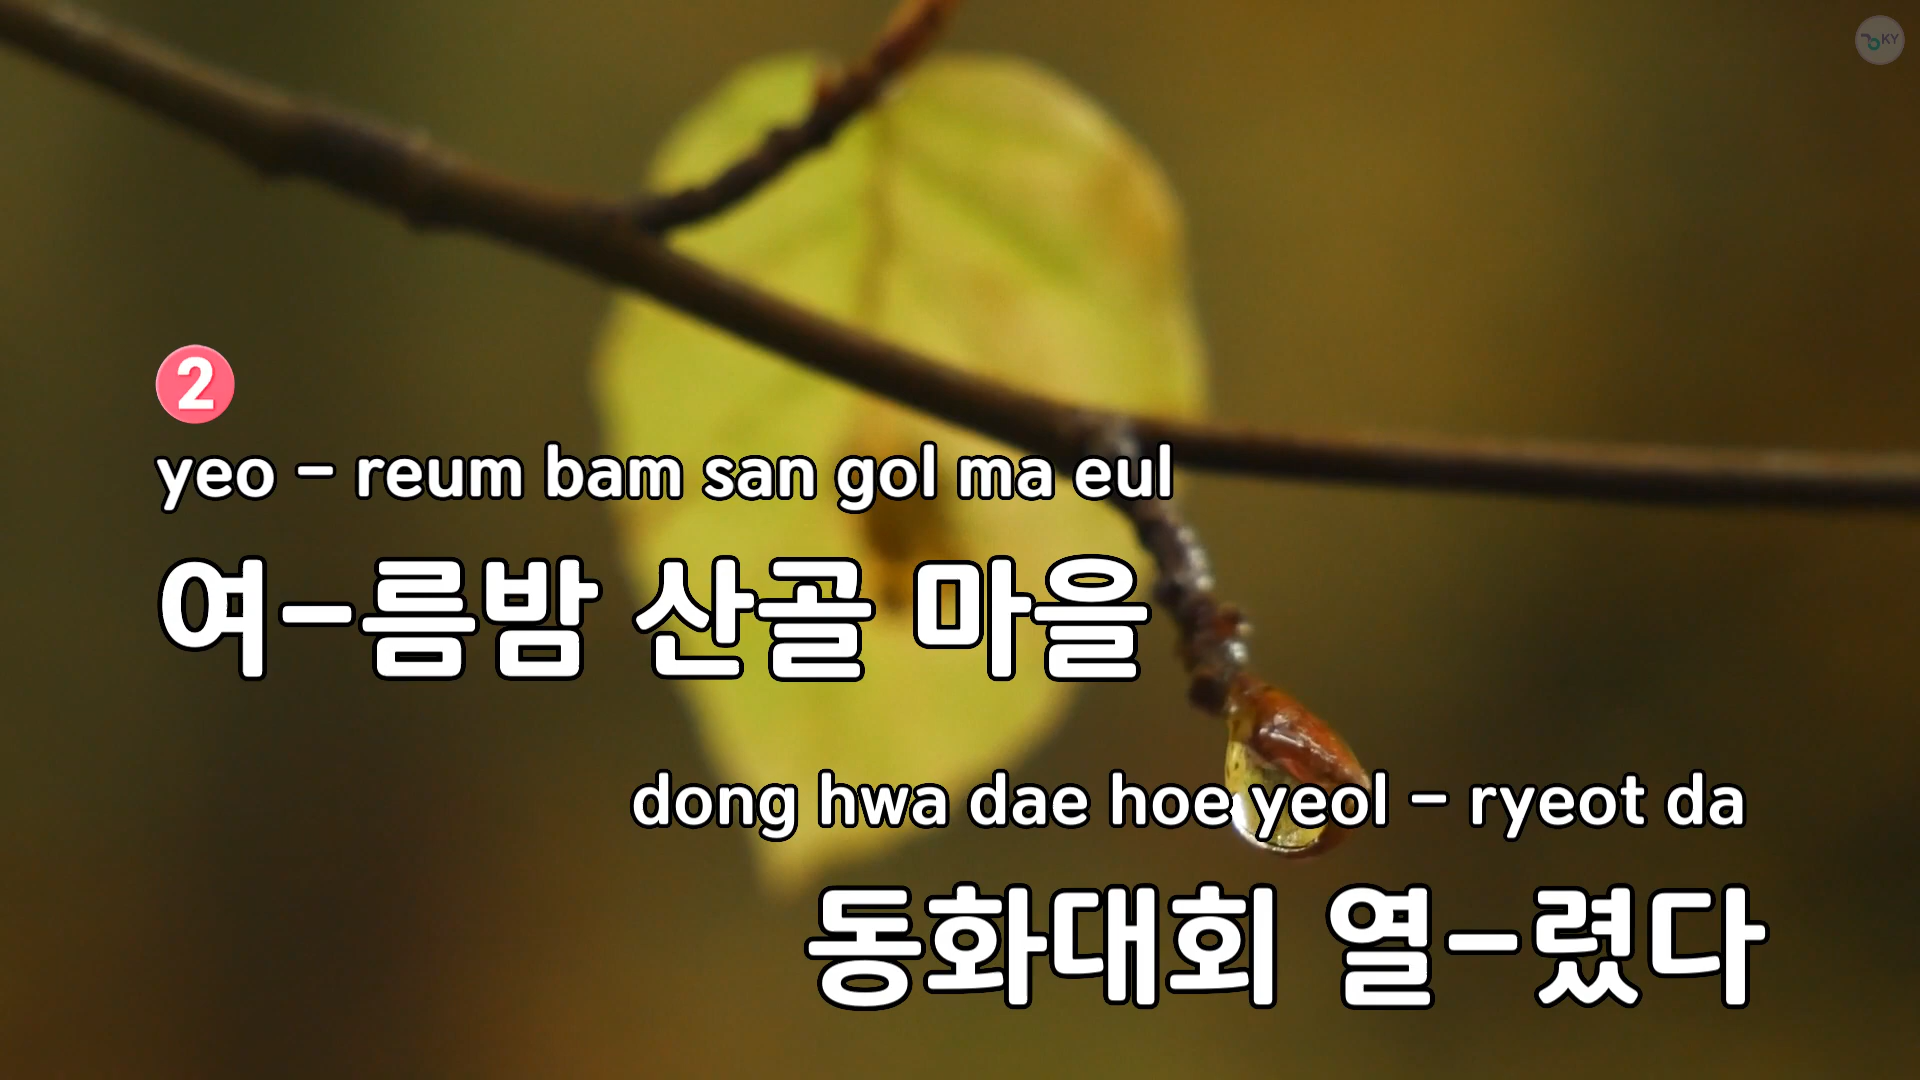 KY
2
yeo – reum bam san gol ma eul
여–름밤 산골 마을
dong hwa dae hoe yeol – ryeot da
동화대회 열–렸다